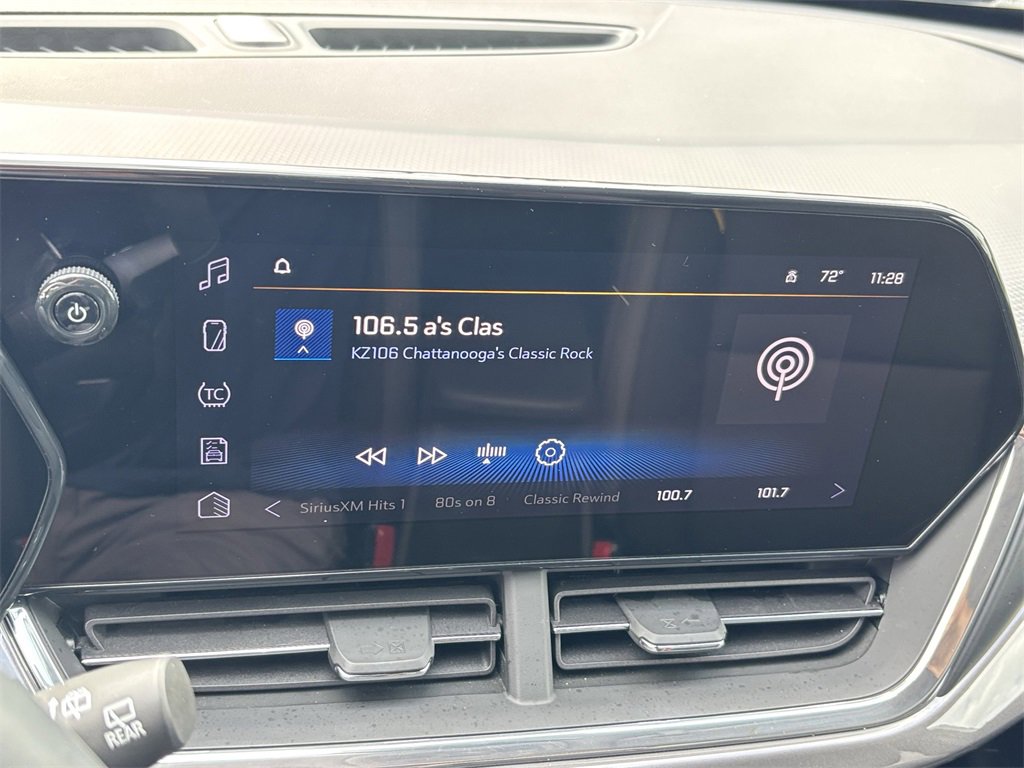 72° 11:28
106.5 a's Clas
KZ106 Chattanooga's Classic Rock
TC
SiriusXM Hits 1 80s on 8 Classic Rewind 100.7 101.7
REAR